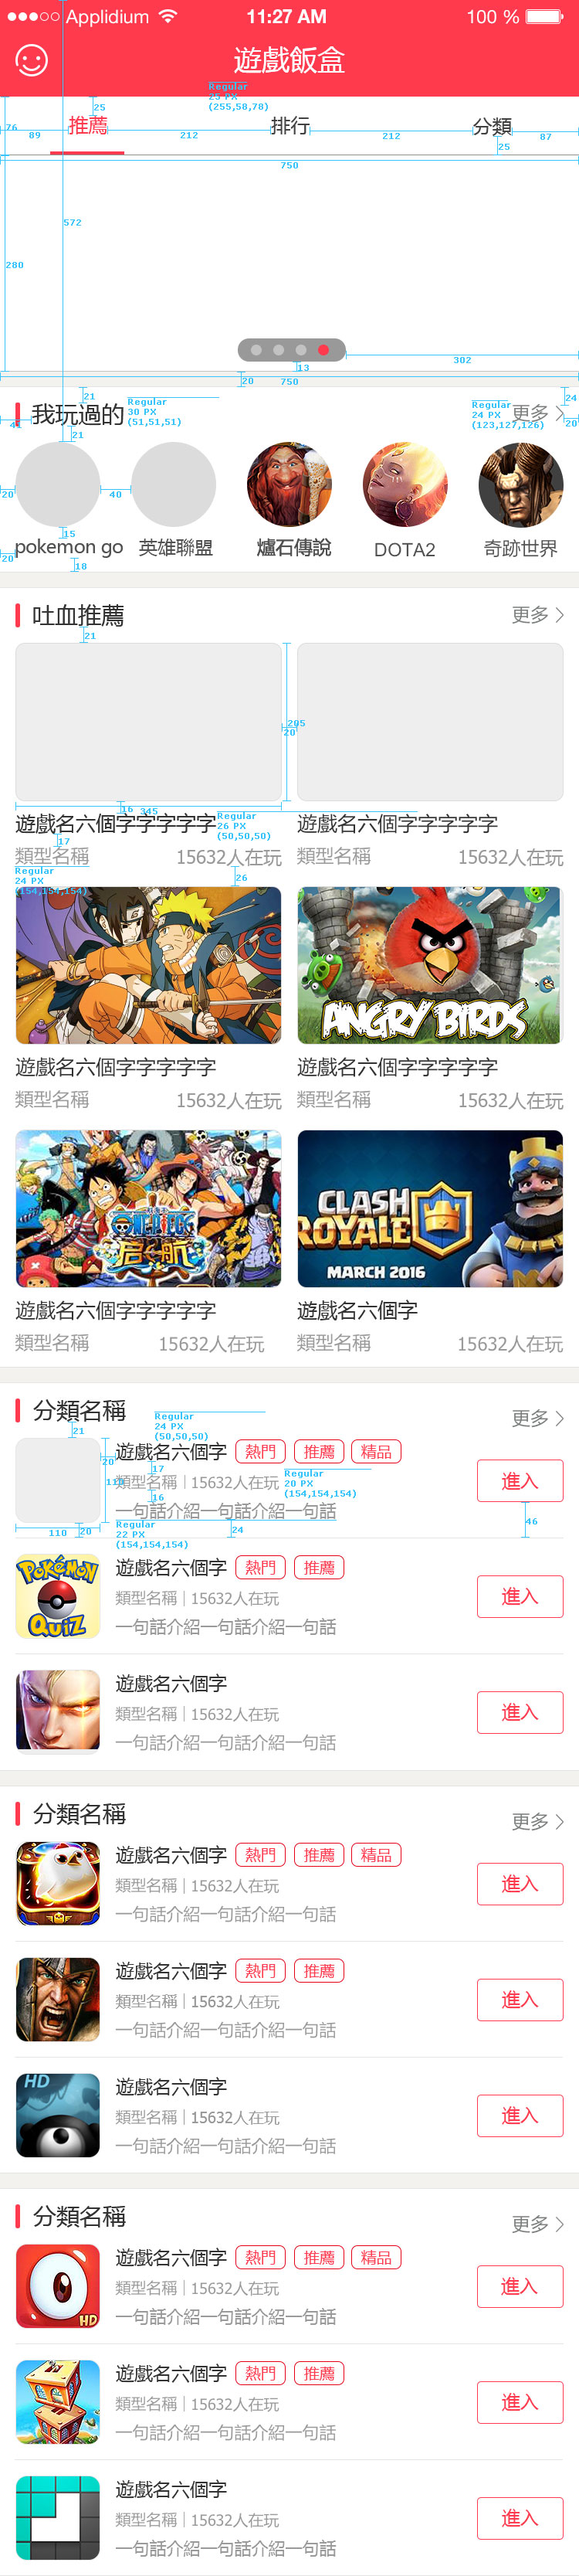 Applidium 11:27 AM 100 %
遊戲飯盒
Regular
25 PX
(255,58,78)
25
76
推薦 排行 分類
89 212 212 87
25
750
572
280
302
13
20 750
21
Regular
30 PX
(51,51,51)
Regular
24 PX
(123,127,126)
24
我玩過的 更多
41 20
21
20 40
15
pokemon go 英雄聯盟 爐石傳說 DOTA2 奇跡世界
20
18
吐血推薦 更多
21
205
20
16 345
Regular
26 PX
(50,50,50)
遊戲名六個字字字字字 遊戲名六個字字字字字
17
類型名稱 15632人在玩 類型名稱 15632人在玩
Regular
24 PX
(154,154,154)
26
ANGRY BIRDS
遊戲名六個字字字字字 遊戲名六個字字字字字
類型名稱 15632人在玩 類型名稱 15632人在玩
ONE PIECE
启航
CLASH
ROYALE
MARCH 2016
遊戲名六個字字字字字 遊戲名六個字
類型名稱 15632人在玩 類型名稱 15632人在玩
分類名稱 更多
Regular
24 PX
(50,50,50)
21
遊戲名六個字 熱門 推薦 精品
20
17
110
類型名稱 | 15632人在玩 進入
Regular
20 PX
(154,154,154)
16
一句話介紹一句話介紹一句話
46
110 20
Regular
22 PX
(154,154,154)
24
POKéMON
QUIZ
遊戲名六個字 熱門 推薦
類型名稱 | 15632人在玩 進入
一句話介紹一句話介紹一句話
遊戲名六個字
類型名稱 | 15632人在玩 進入
一句話介紹一句話介紹一句話
分類名稱 更多
遊戲名六個字 熱門 推薦 精品
類型名稱 | 15632人在玩 進入
一句話介紹一句話介紹一句話
遊戲名六個字 熱門 推薦
類型名稱 | 15632人在玩 進入
一句話介紹一句話介紹一句話
HD
遊戲名六個字
類型名稱 | 15632人在玩 進入
一句話介紹一句話介紹一句話
分類名稱 更多
遊戲名六個字 熱門 推薦 精品
類型名稱 | 15632人在玩 進入
一句話介紹一句話介紹一句話
HD
遊戲名六個字 熱門 推薦
類型名稱 | 15632人在玩 進入
一句話介紹一句話介紹一句話
遊戲名六個字
類型名稱 | 15632人在玩 進入
一句話介紹一句話介紹一句話